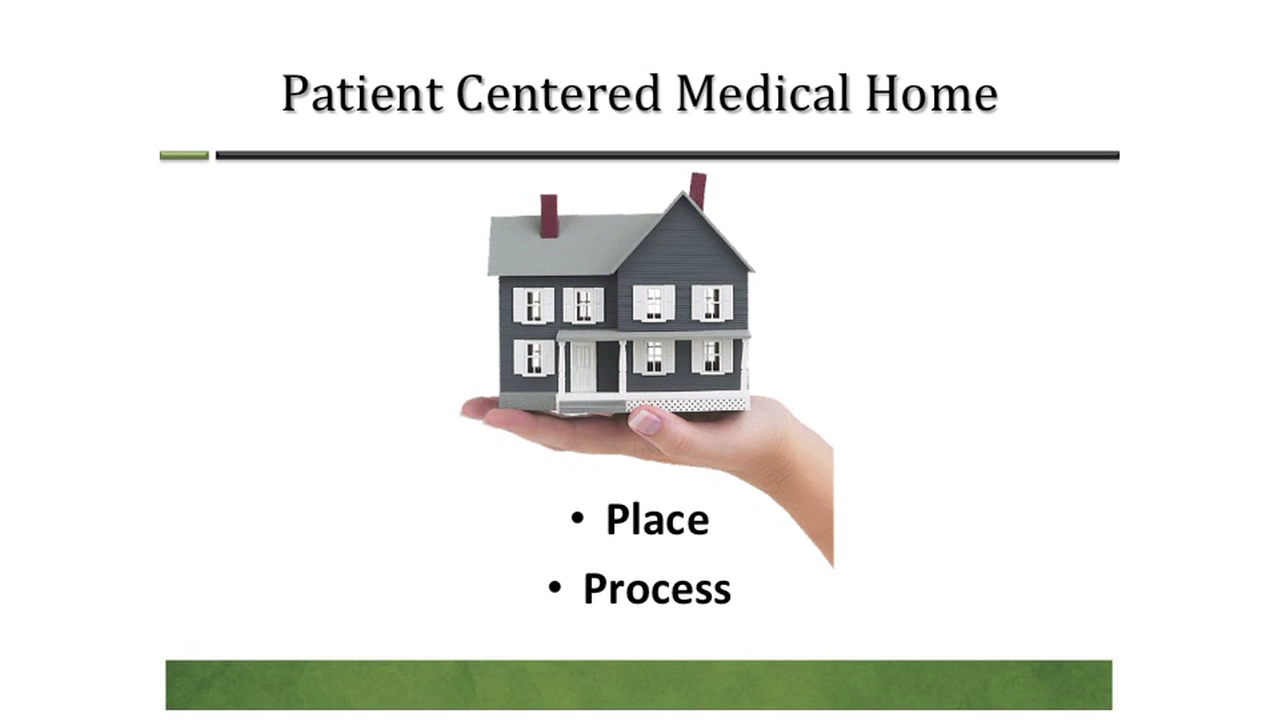 Patient Centered Medical Home
• Place
• Process